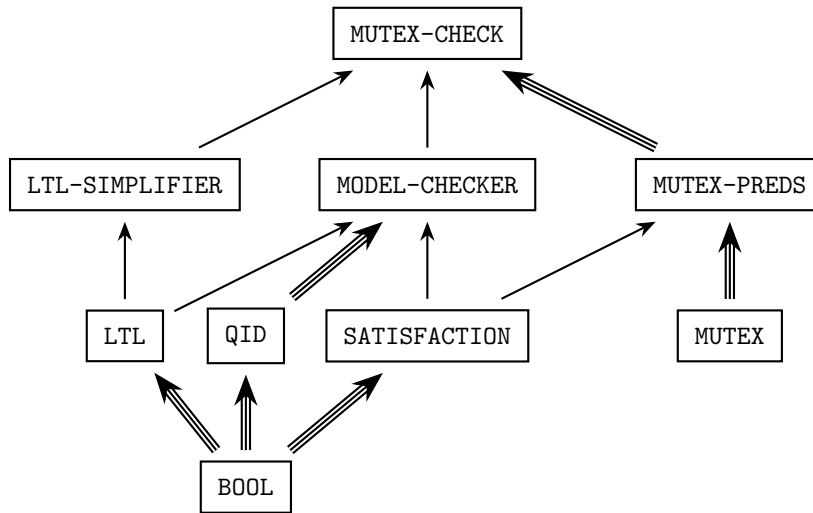 MUTEX-CHECK
LTL-SIMPLIFIER
MODEL-CHECKER
MUTEX-PREDS
LTL
QID
SATISFACTION
MUTEX
BOOL